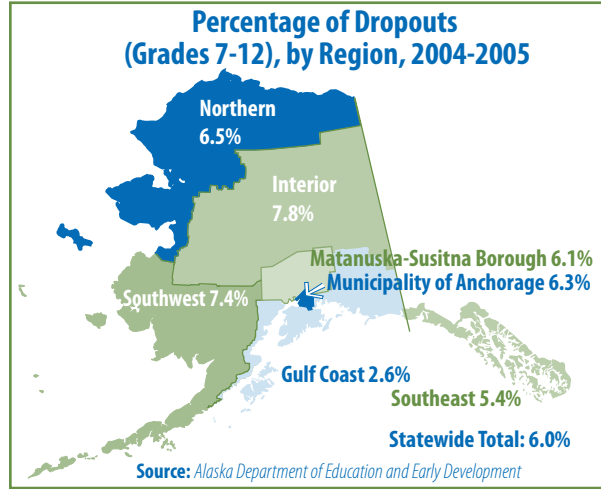 Percentage of Dropouts
(Grades 7-12), by Region, 2004-2005
Northern
6.5%
Interior
7.8%
Matanuska-Susitna Borough 6.1%
Municipality of Anchorage 6.3%
Southwest 7.4%
Gulf Coast 2.6%
Southeast 5.4%
Statewide Total: 6.0%
Source: Alaska Department of Education and Early Development